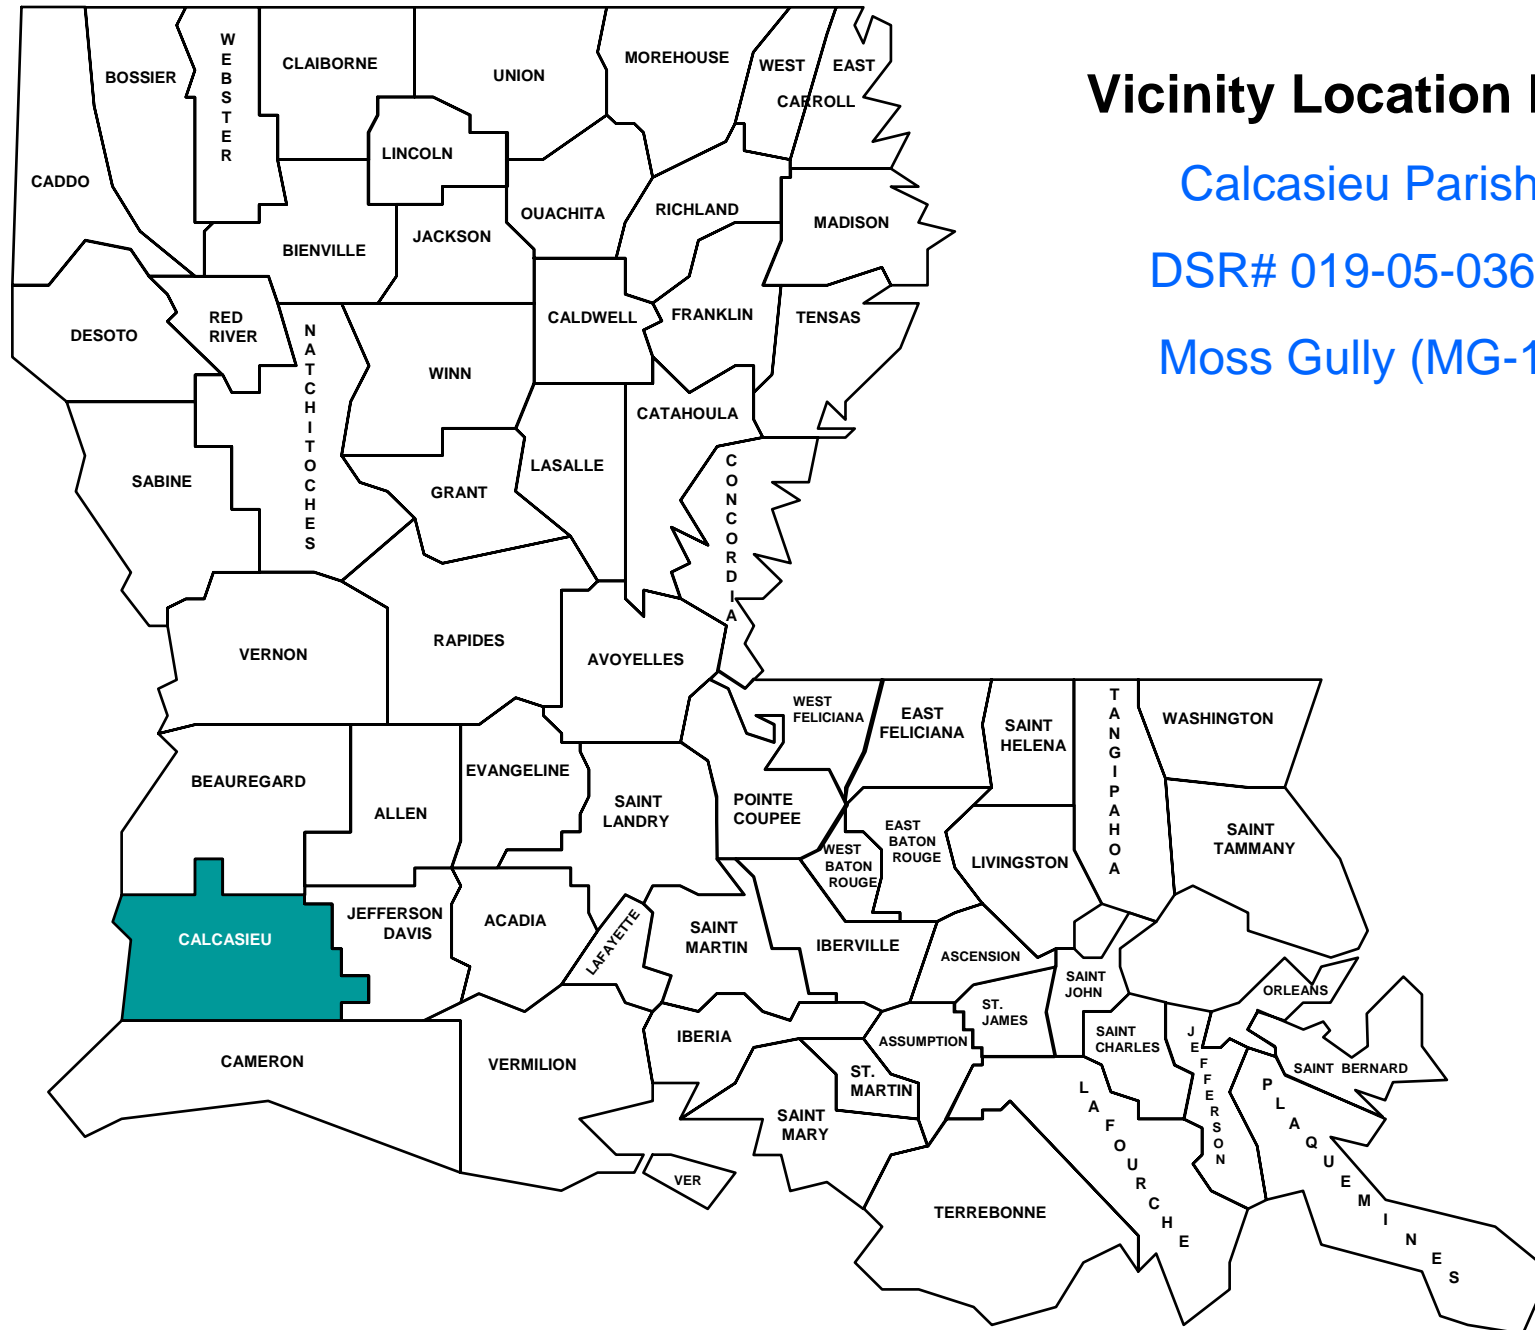 Vicinity Location
Calcasieu Parish
DSR# 019-05-036
Moss Gully (MG-1
WEBSTER
CLAIBORNE
UNION
MOREHOUSE
WEST
EAST
CARROLL
BOSSIER
LINCOLN
CADDO
OUACHITA
RICHLAND
MADISON
BIENVILLE
JACKSON
DESOTO
RED
RIVER
NATCHITOCHES
CALDWELL
FRANKLIN
TENSAS
WINN
CATAHOULA
SABINE
GRANT
LASALLE
CONCORDIA
VERNON
RAPIDES
AVOYELLES
WEST
FELICIANA
EAST
FELICIANA
SAINT
HELENA
TANGIPAHOA
WASHINGTON
BEAUREGARD
ALLEN
EVANGELINE
SAINT
LANDRY
POINTE
COUPEE
WEST
BATON
ROUGE
EAST
BATON
ROUGE
LIVINGSTON
SAINT
TAMMANY
CALCASIEU
JEFFERSON
DAVIS
ACADIA
LAFAYETTE
SAINT
MARTIN
IBERVILLE
ASCENSION
SAINT
JOHN
ORLEANS
CAMERON
VERMILION
IBERIA
ST.
MARTIN
ASSUMPTION
ST.
JAMES
SAINT
CHARLES
JEFFERSON
SAINT BERNARD
PLAQUEMINES
SAINT
MARY
LAFOURCHE
VER
TERREBONNE